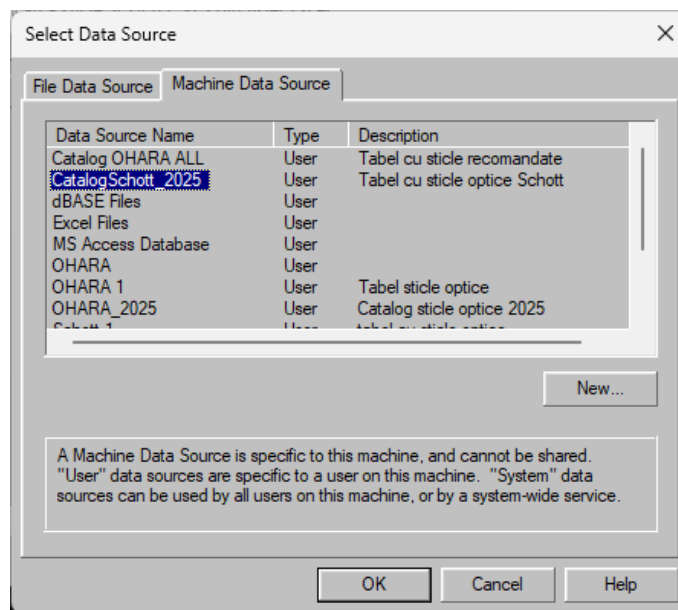 Select Data Source
File Data Source Machine Data Source
Data Source Name Type Description
Catalog OHARA ALL User Tabel cu sticle recomandate
CatalogSchott_2025 User Tabel cu sticle optice Schott
dBASE Files User
Excel Files User
MS Access Database User
OHARA User
OHARA 1 User Tabel sticle optice
OHARA_2025 User Catalog sticle optice 2025
New...
A Machine Data Source is specific to this machine, and cannot be shared.
"User" data sources are specific to a user on this machine. "System" data
sources can be used by all users on this machine, or by a system-wide service.
OK Cancel Help